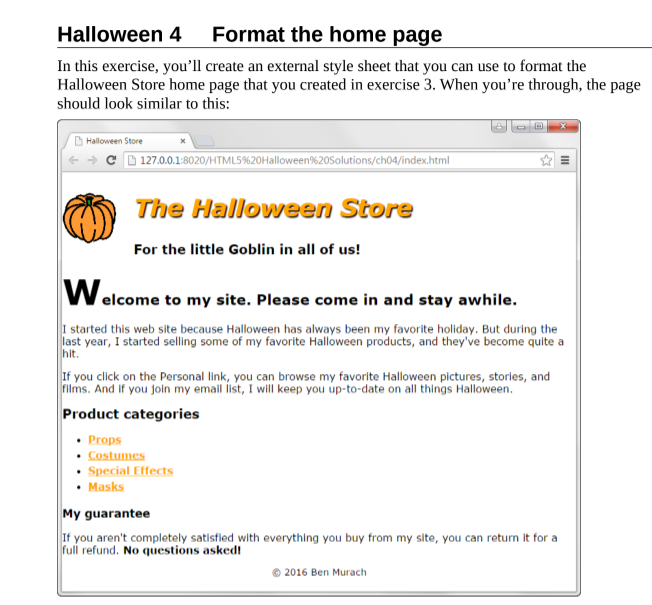 Halloween 4 Format the home page
In this exercise, you'll create an external style sheet that you can use to format the
Halloween Store home page that you created in exercise 3. When you're through, the page
should look similar to this:
Halloween Store
127.0.0.1:8020/HTML5%20Halloween%20Solutions/ch04/index.html
The Halloween Store
For the little Goblin in all of us!
Welcome to my site. Please come in and stay awhile.
I started this web site because Halloween has always been my favorite holiday. But during the
last year, I started selling some of my favorite Halloween products, and they've become quite a
hit.
If you click on the Personal link, you can browse my favorite Halloween pictures, stories, and
films. And if you join my email list, I will keep you up-to-date on all things Halloween.
Product categories
• Props
• Costumes
• Special Effects
• Masks
My guarantee
If you aren't completely satisfied with everything you buy from my site, you can return it for a
full refund. No questions asked!
© 2016 Ben Murach